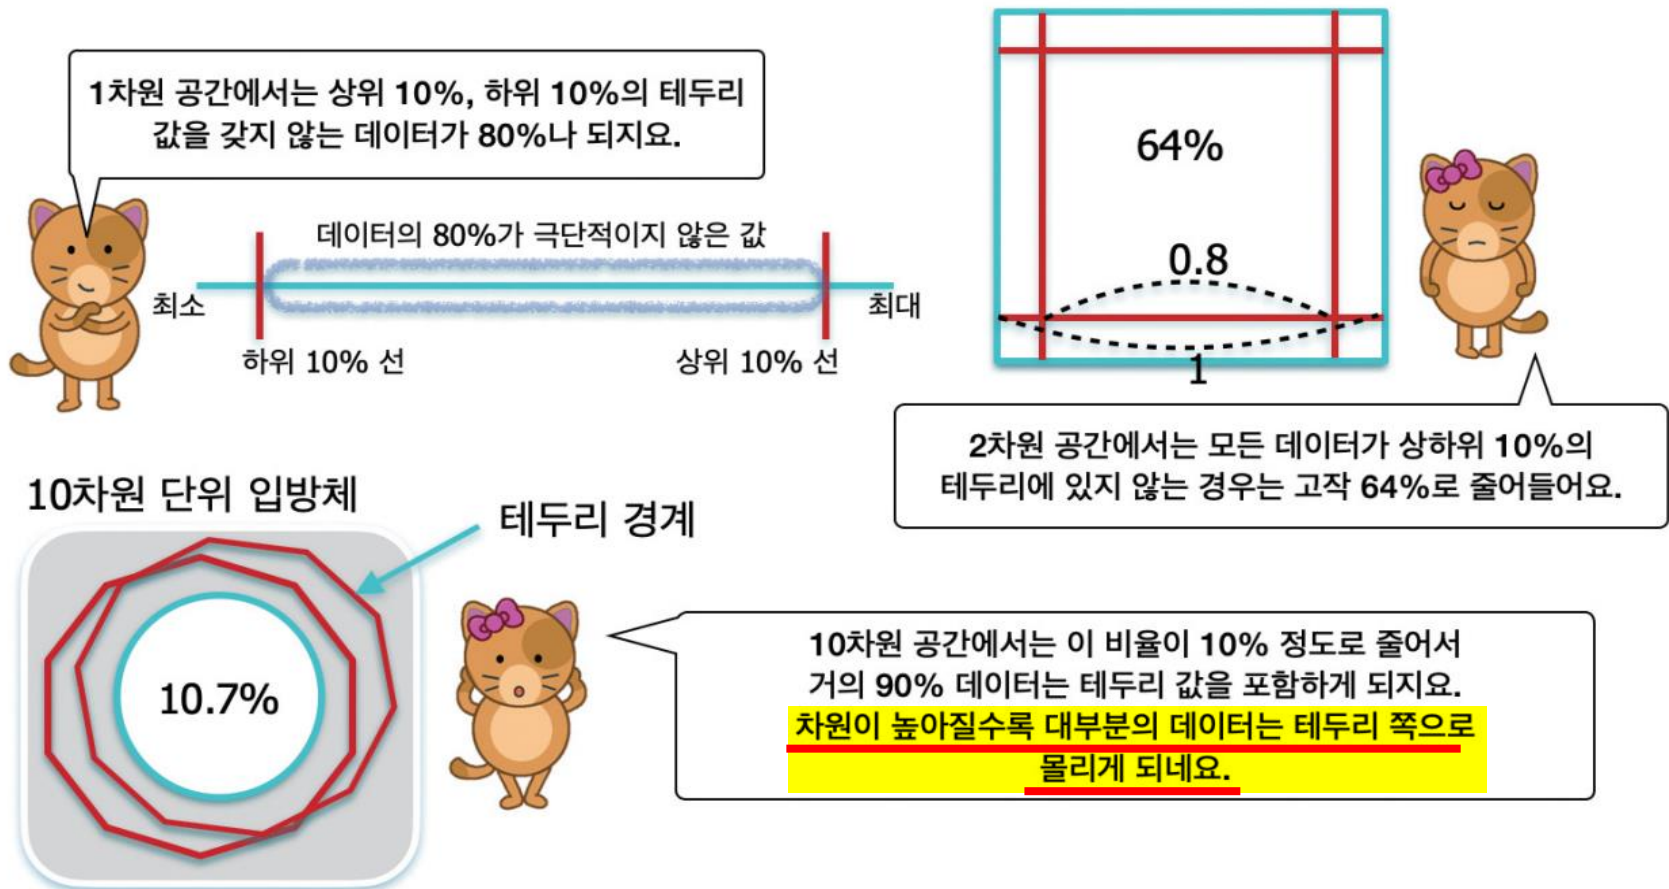 1차원 공간에서는 상위 10%, 하위 10%의 테두리
값을 갖지 않는 데이터가 80%나 되지요.
데이터의 80%가 극단적이지 않은 값
최소
최대
하위 10% 선
상위 10% 선
64%
0.8
1
2차원 공간에서는 모든 데이터가 상하위 10%의
테두리에 있지 않는 경우는 고작 64%로 줄어들어요.
10차원 단위 입방체
테두리 경계
10.7%
10차원 공간에서는 이 비율이 10% 정도로 줄어서
거의 90% 데이터는 테두리 값을 포함하게 되지요.
차원이 높아질수록 대부분의 데이터는 테두리 쪽으로
몰리게 되네요.